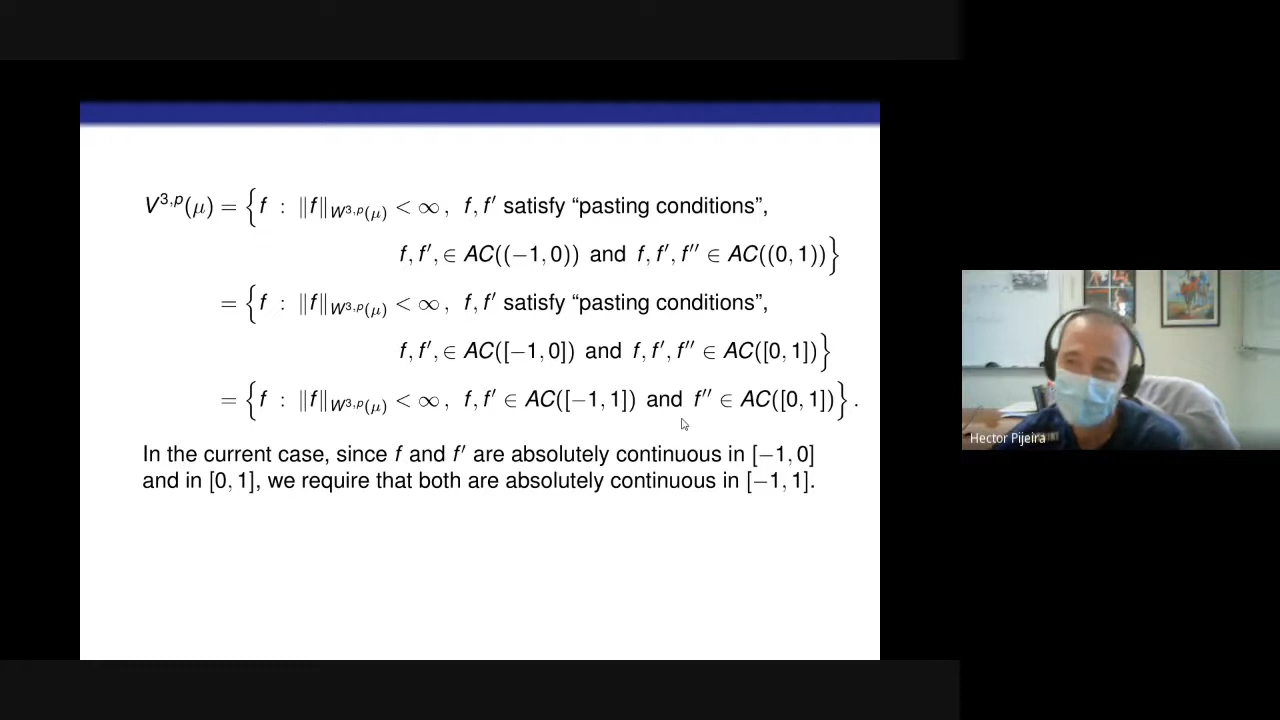 V^{3,p}(μ) = { f : ‖f‖_{W^{3,p}(μ)} < ∞ , f, f′ satisfy “pasting conditions”,
f, f′, ∈ AC((−1, 0)) and f, f′, f′′ ∈ AC((0, 1)) }
= { f : ‖f‖_{W^{3,p}(μ)} < ∞ , f, f′ satisfy “pasting conditions”,
f, f′, ∈ AC([−1, 0]) and f, f′, f′′ ∈ AC([0, 1]) }
= { f : ‖f‖_{W^{3,p}(μ)} < ∞ , f, f′ ∈ AC([−1, 1]) and f′′ ∈ AC([0, 1]) } .
In the current case, since f and f′ are absolutely continuous in [−1, 0]
and in [0, 1], we require that both are absolutely continuous in [−1, 1].
Hector Pijeira